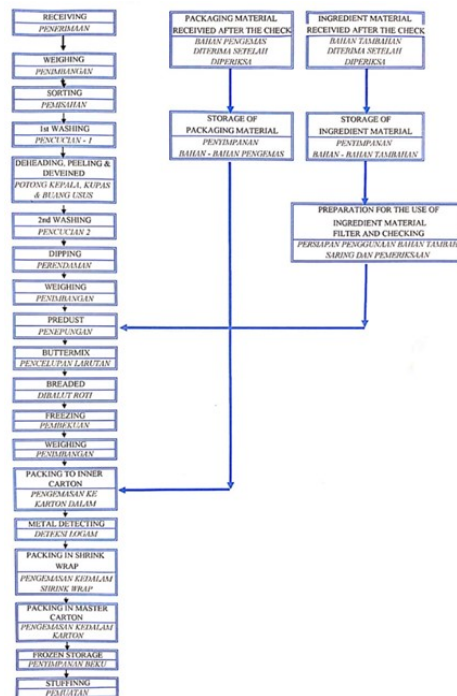 RECEIVING
PENERIMAAN
WEIGHING
PENIMBANGAN
SORTING
PEMISAHAN
1st WASHING
PENCUCIAN - 1
DEHEADING, PEELING &
DEVEINED
POTONG KEPALA, KUPAS
& BUANG USUS
2nd WASHING
PENCUCIAN 2
DIPPING
PERENDAMAN
WEIGHING
PENIMBANGAN
PREDUST
PENEPUNGAN
BUTTERMIX
PENCELUPAN LARUTAN
BREADED
DIBALUT ROTI
FREEZING
PEMBEKUAN
WEIGHING
PENIMBANGAN
PACKING TO INNER
CARTON
PENGEMASAN KE
KARTON DALAM
METAL DETECTING
DETEKSI LOGAM
PACKING IN SHRINK
WRAP
PENGEMASAN KEDALAM
SHRINK WRAP
PACKING IN MASTER
CARTON
PENGEMASAN KEDALAM
KARTON
FROZEN STORAGE
PENYIMPANAN BEKU
STUFFINNG
PEMUATAN
PACKAGING MATERIAL
RECEIVIED AFTER THE CHECK
BAHAN PENGEMAS
DITERIMA SETELAH
DIPERIKSA
STORAGE OF
PACKAGING MATERIAL
PENYIMPANAN
BAHAN - BAHAN PENGEMAS
INGREDIENT MATERIAL
RECVIED AFTER THE CHECK
BAHAN TAMBAHAN
DITERIMA SETELAH
DIPERIKSA
STORAGE OF
INGREDIENT MATERIAL
PENYIMPANAN
BAHAN - BAHAN TAMBAHAN
PREPARATION FOR THE USE OF
INGREDIENT MATERIAL
FILTER AND CHECKING
PERSIAPAN PENGGUNAAN BAHAN TAMBAH
SARING DAN PEMERIKSAAN